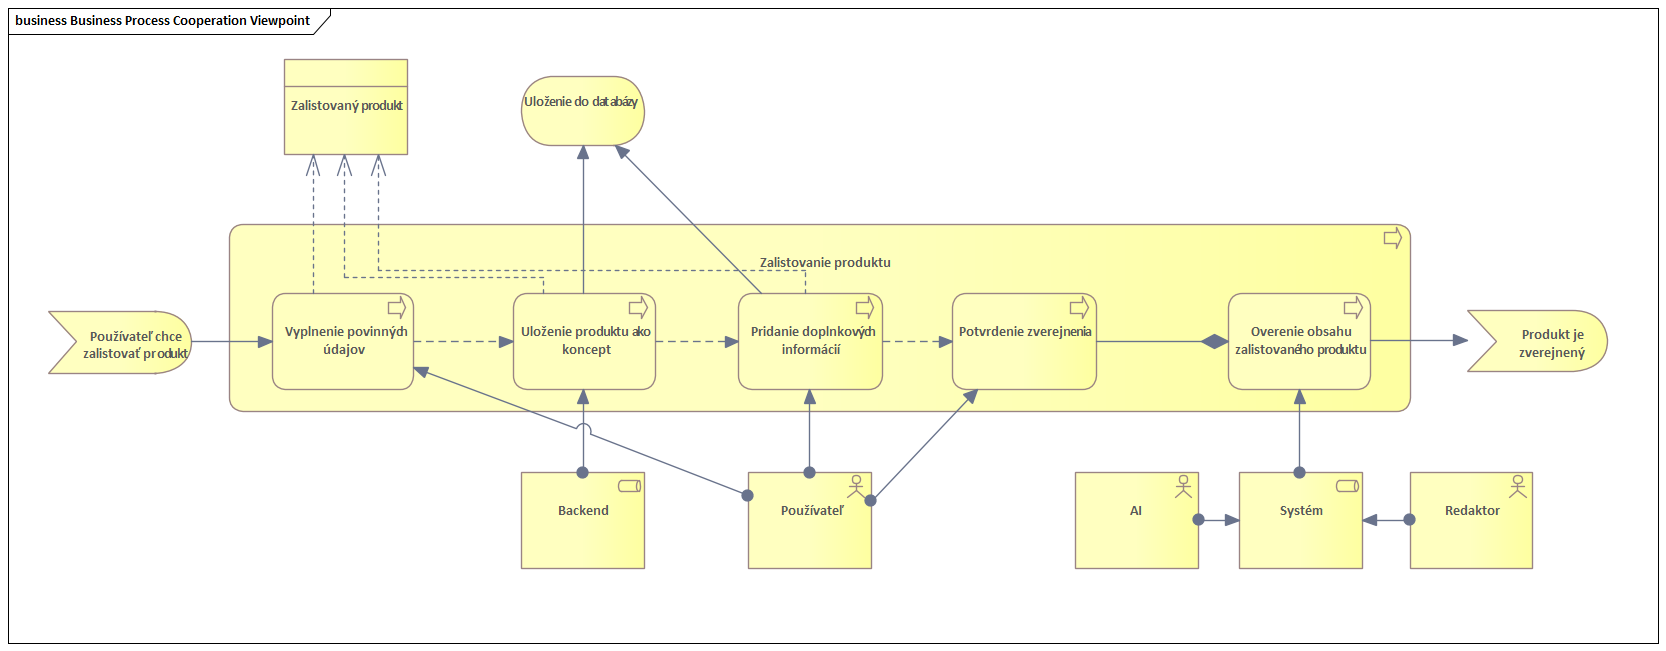 business Business Process Cooperation Viewpoint
Zalistovaný produkt
Uloženie do databázy
Zalistovanie produktu
Používateľ chce
zalistovať produkt
Vyplnenie povinných
údajov
Uloženie produktu ako
koncept
Pridanie doplnkových
informácií
Potvrdenie zverejnenia
Overenie obsahu
zalistovaného produktu
Produkt je
zverejnený
Backend
Používateľ
AI
Systém
Redaktor